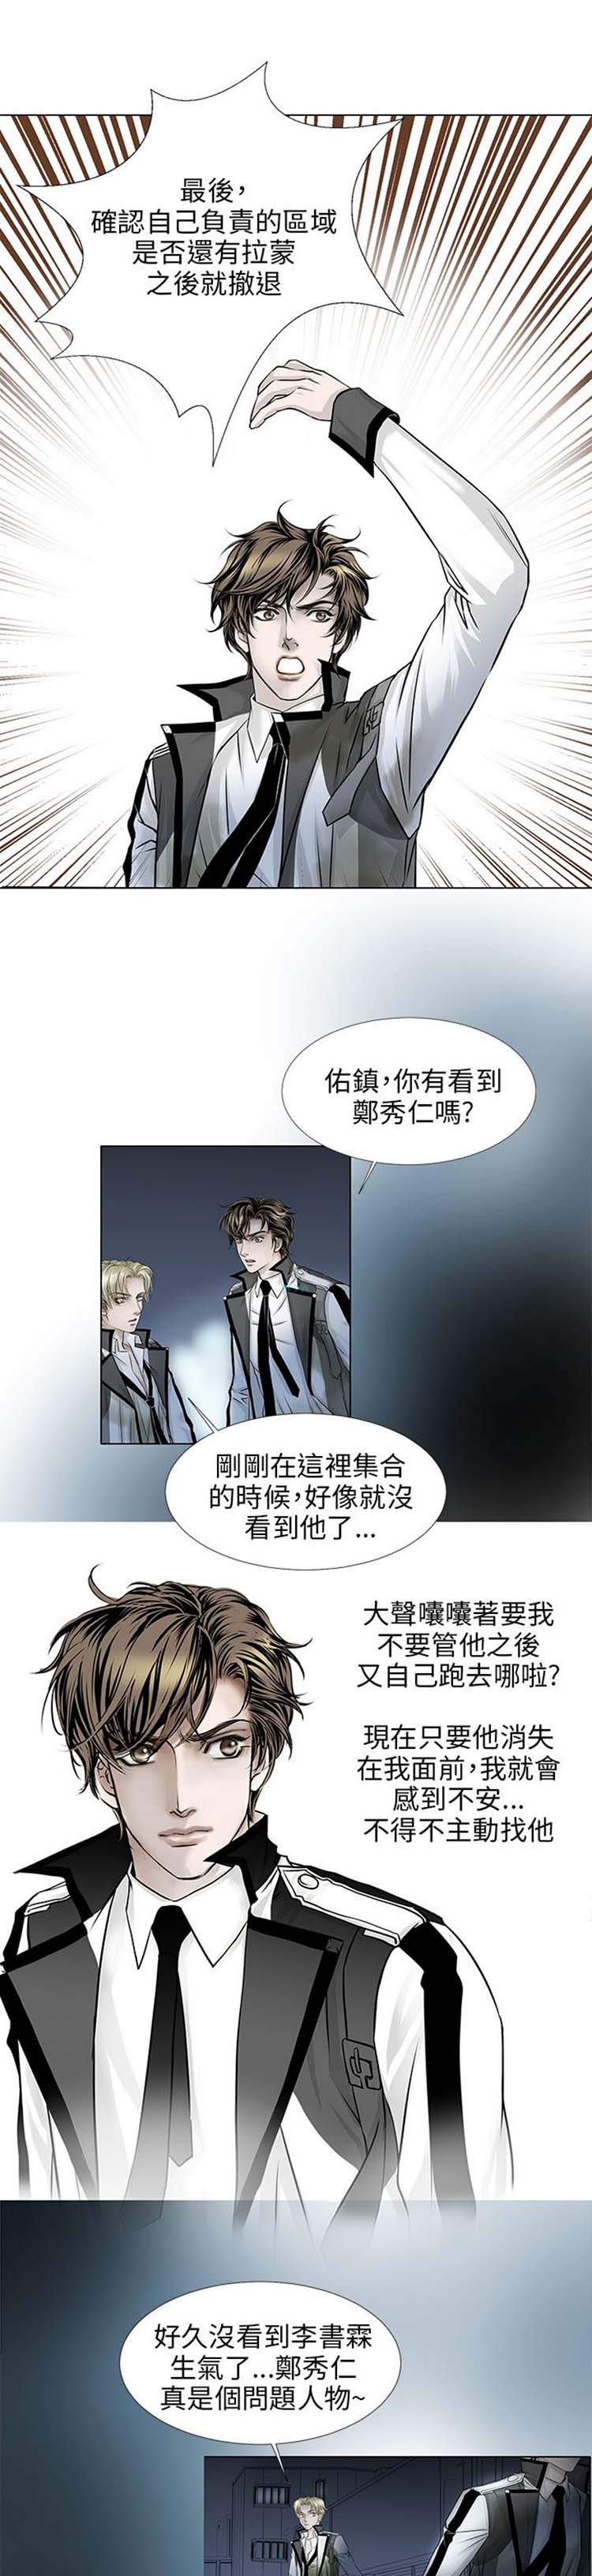 最後，
確認自己負責的區域
是否還有拉蒙
之後就撤退
佑鎮，你有看到
鄭秀仁嗎?
剛剛在這裡集合
的時候，好像就沒
看到他了...
大聲嚷嚷著要我
不要管他之後
又自己跑去哪啦?
現在只要他消失
在我面前，我就會
感到不安...
不得不主動找他
好久沒看到李書霖
生氣了...鄭秀仁
真是個問題人物~